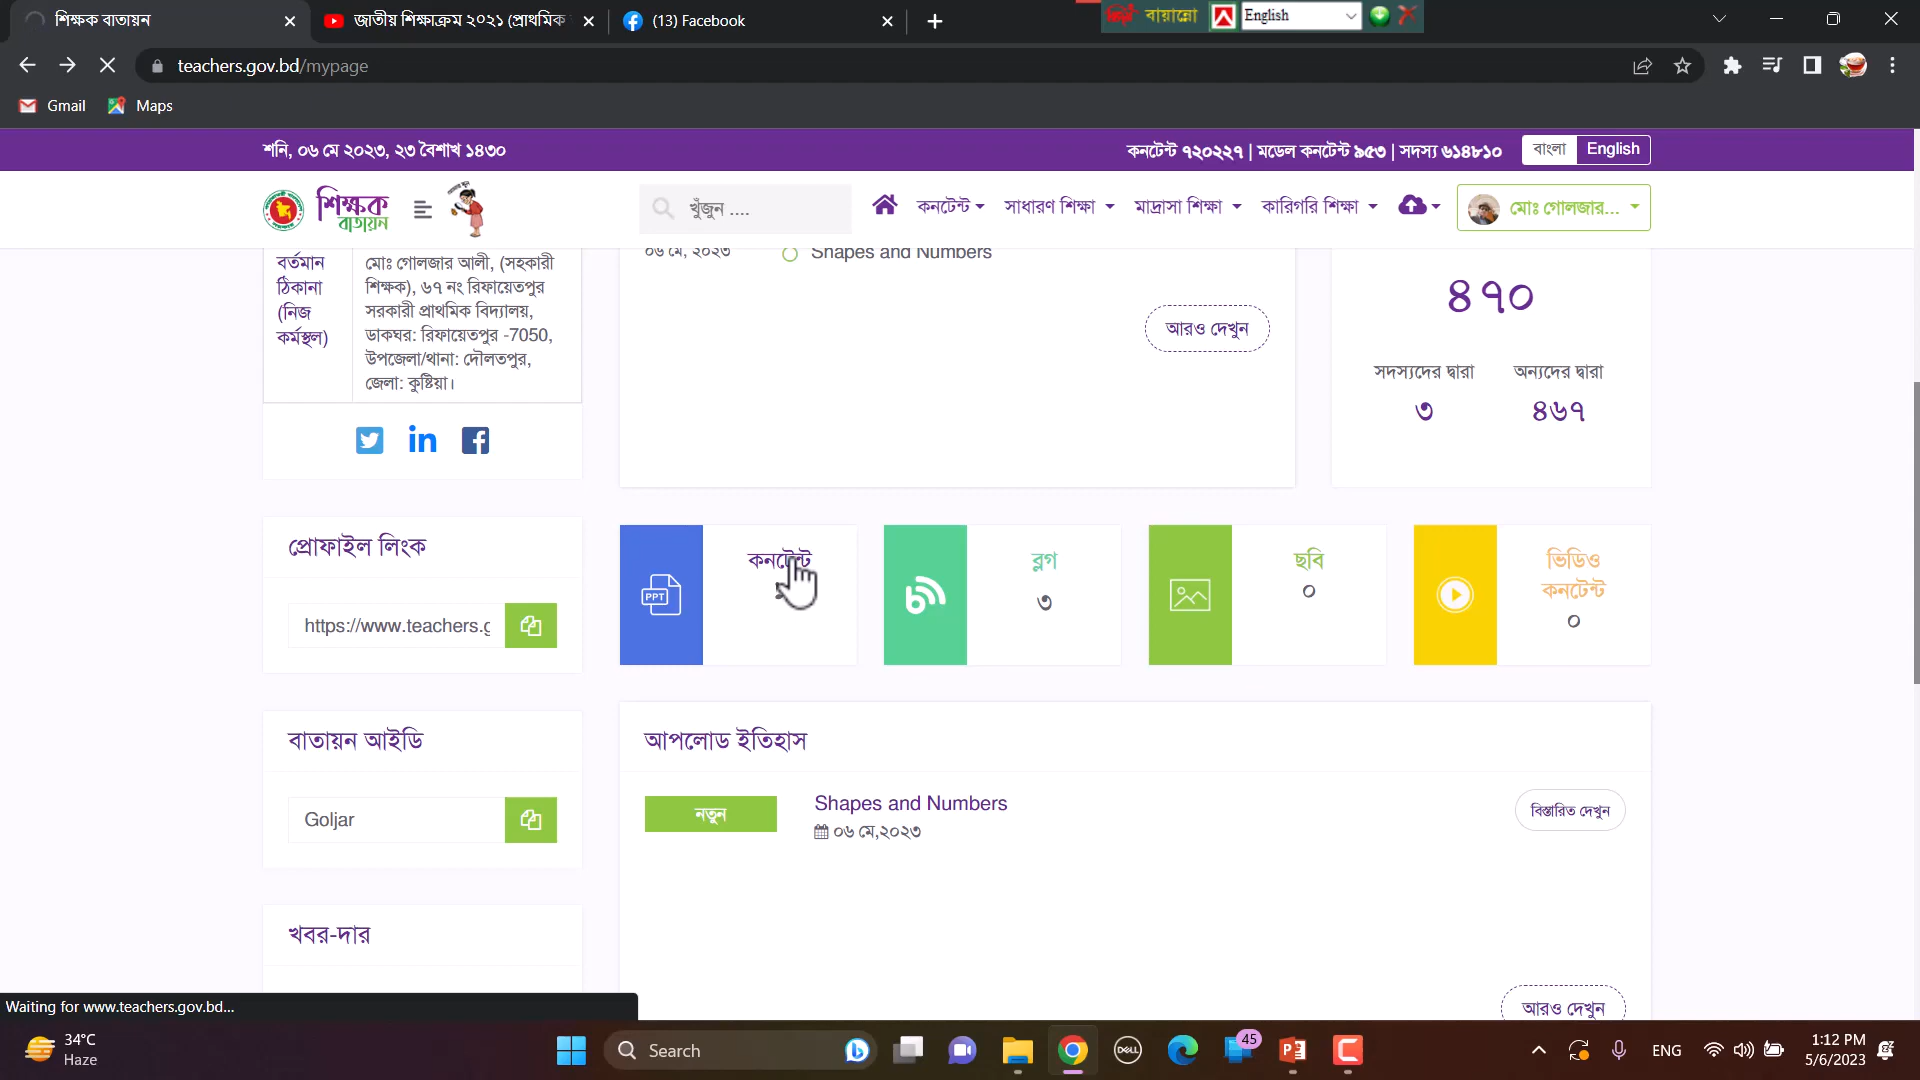 শিক্ষক বাতায়ন
জাতীয় শিক্ষাক্রম ২০২১ (প্রাথমিক
(13) Facebook
বায়ান্নো
English
teachers.gov.bd/mypage
Gmail
Maps
শনি, ০৬ মে ২০২৩, ২৩ বৈশাখ ১৪৩০
কনটেন্ট ৭২০২২৭ | মডেল কনটেন্ট ৯৫৩ | সদস্য ৬১৪৮১০
বাংলা
English
শিক্ষক
বাতায়ন
খুঁজুন ....
কনটেন্ট
সাধারণ শিক্ষা
মাদ্রাসা শিক্ষা
কারিগরি শিক্ষা
মোঃ গোলজার...
বর্তমান
ঠিকানা
(নিজ
কর্মস্থল)
মোঃ গোলজার আলী, (সহকারী
শিক্ষক), ৬৭ নং রিফায়েতপুর
সরকারী প্রাথমিক বিদ্যালয়,
ডাকঘর: রিফায়েতপুর -7050,
উপজেলা/থানা: দৌলতপুর,
জেলা: কুষ্টিয়া।
০৬ মে, ২০২৩
Shapes and Numbers
আরও দেখুন
৪৭০
সদস্যদের দ্বারা
অন্যদের দ্বারা
৩
৪৬৭
প্রোফাইল লিংক
https://www.teachers.g
PPT
কনটেন্ট
ব্লগ
৩
ছবি
০
ভিডিও
কনটেন্ট
০
বাতায়ন আইডি
Goljar
আপলোড ইতিহাস
নতুন
Shapes and Numbers
০৬ মে,২০২৩
বিস্তারিত দেখুন
খবর-দার
আরও দেখুন
Waiting for www.teachers.gov.bd...
34°C
Haze
Search
DELL
45
ENG
1:12 PM
5/6/2023